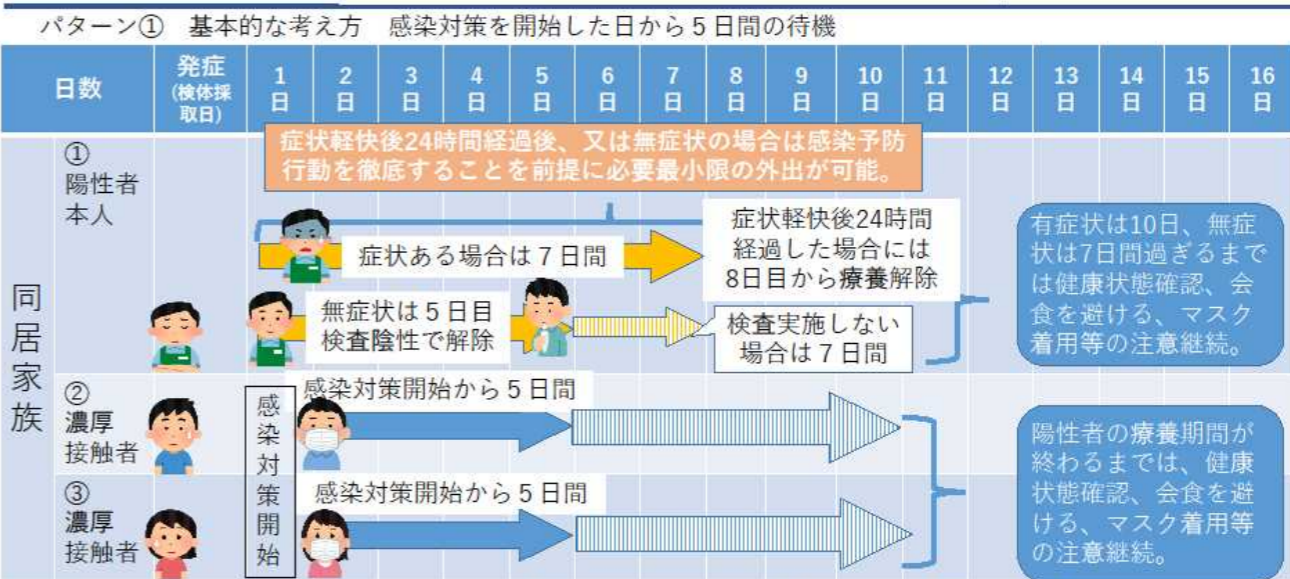 パターン① 基本的な考え方 感染対策を開始した日から5日間の待機
日数
発症
(検体採
取日)
1
日
2
日
3
日
4
日
5
日
6
日
7
日
8
日
9
日
10
日
11
日
12
日
13
日
14
日
15
日
16
日
同居家族
①
陽性者
本人
症状軽快後24時間経過後、又は無症状の場合は感染予防
行動を徹底することを前提に必要最小限の外出が可能。
症状ある場合は7日間
症状軽快後24時間
経過した場合には
8日目から療養解除
無症状は5日目
検査陰性で解除
検査実施しない
場合は7日間
有症状は10日、無症
状は7日間過ぎるまで
は健康状態確認、会
食を避ける、マスク
着用等の注意継続。
②
濃厚
接触者
感染対策開始
感染対策開始から5日間
③
濃厚
接触者
感染対策開始から5日間
陽性者の療養期間が
終わるまでは、健康
状態確認、会食を避
ける、マスク着用等
の注意継続。